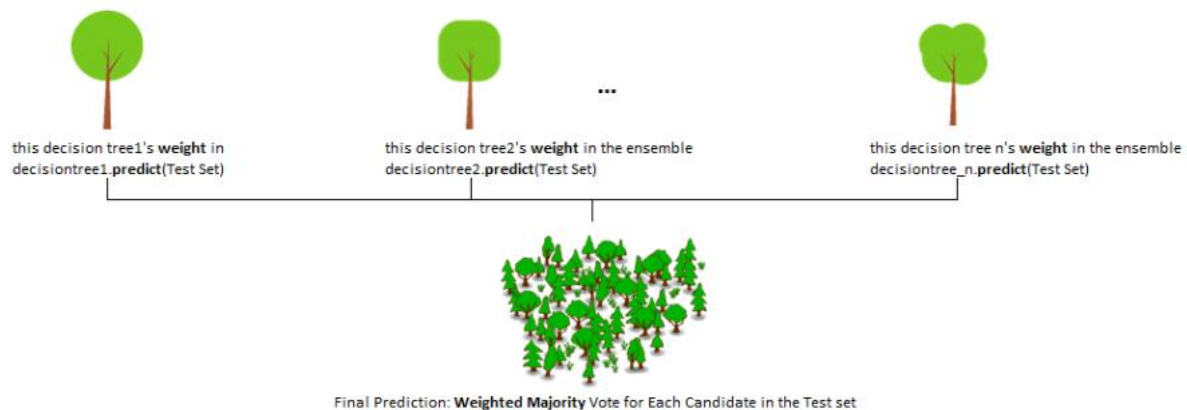 ...
this decision tree1's weight in
decisiontree1.predict(Test Set)
this decision tree2's weight in the ensemble
decisiontree2.predict(Test Set)
this decision tree n's weight in the ensemble
decisiontree_n.predict(Test Set)
Final Prediction: Weighted Majority Vote for Each Candidate in the Test set